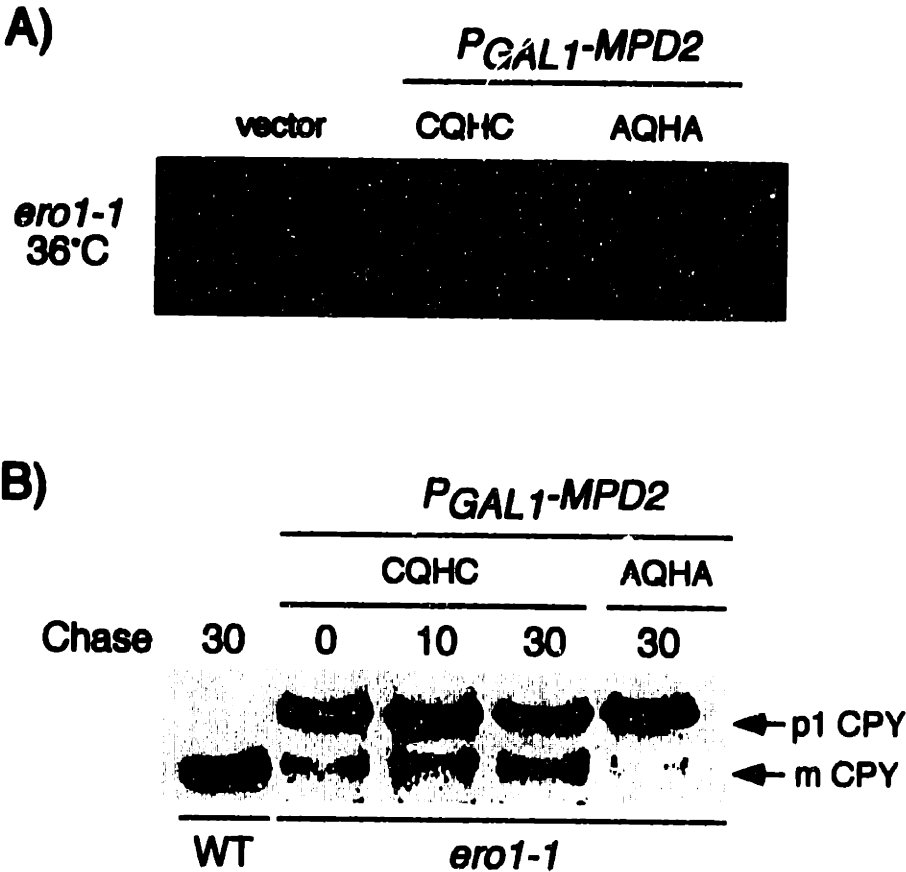 A)
PGAL1-MPD2
vector CQHC AQHA
ero1-1
36°C
B)
PGAL1-MPD2
CQHC AQHA
Chase 30 0 10 30 30
p1 CPY
m CPY
WT ero1-1